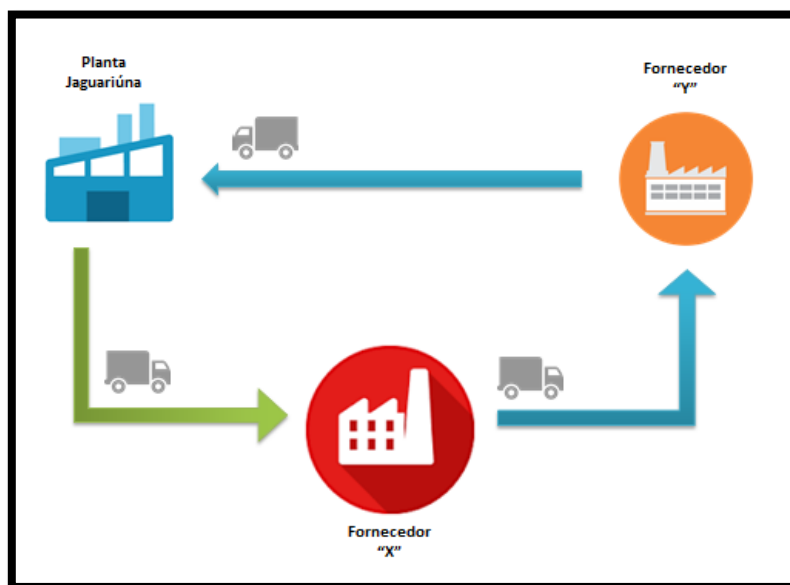 Planta
Jaguariúna
Fornecedor
“Y”
Fornecedor
“X”